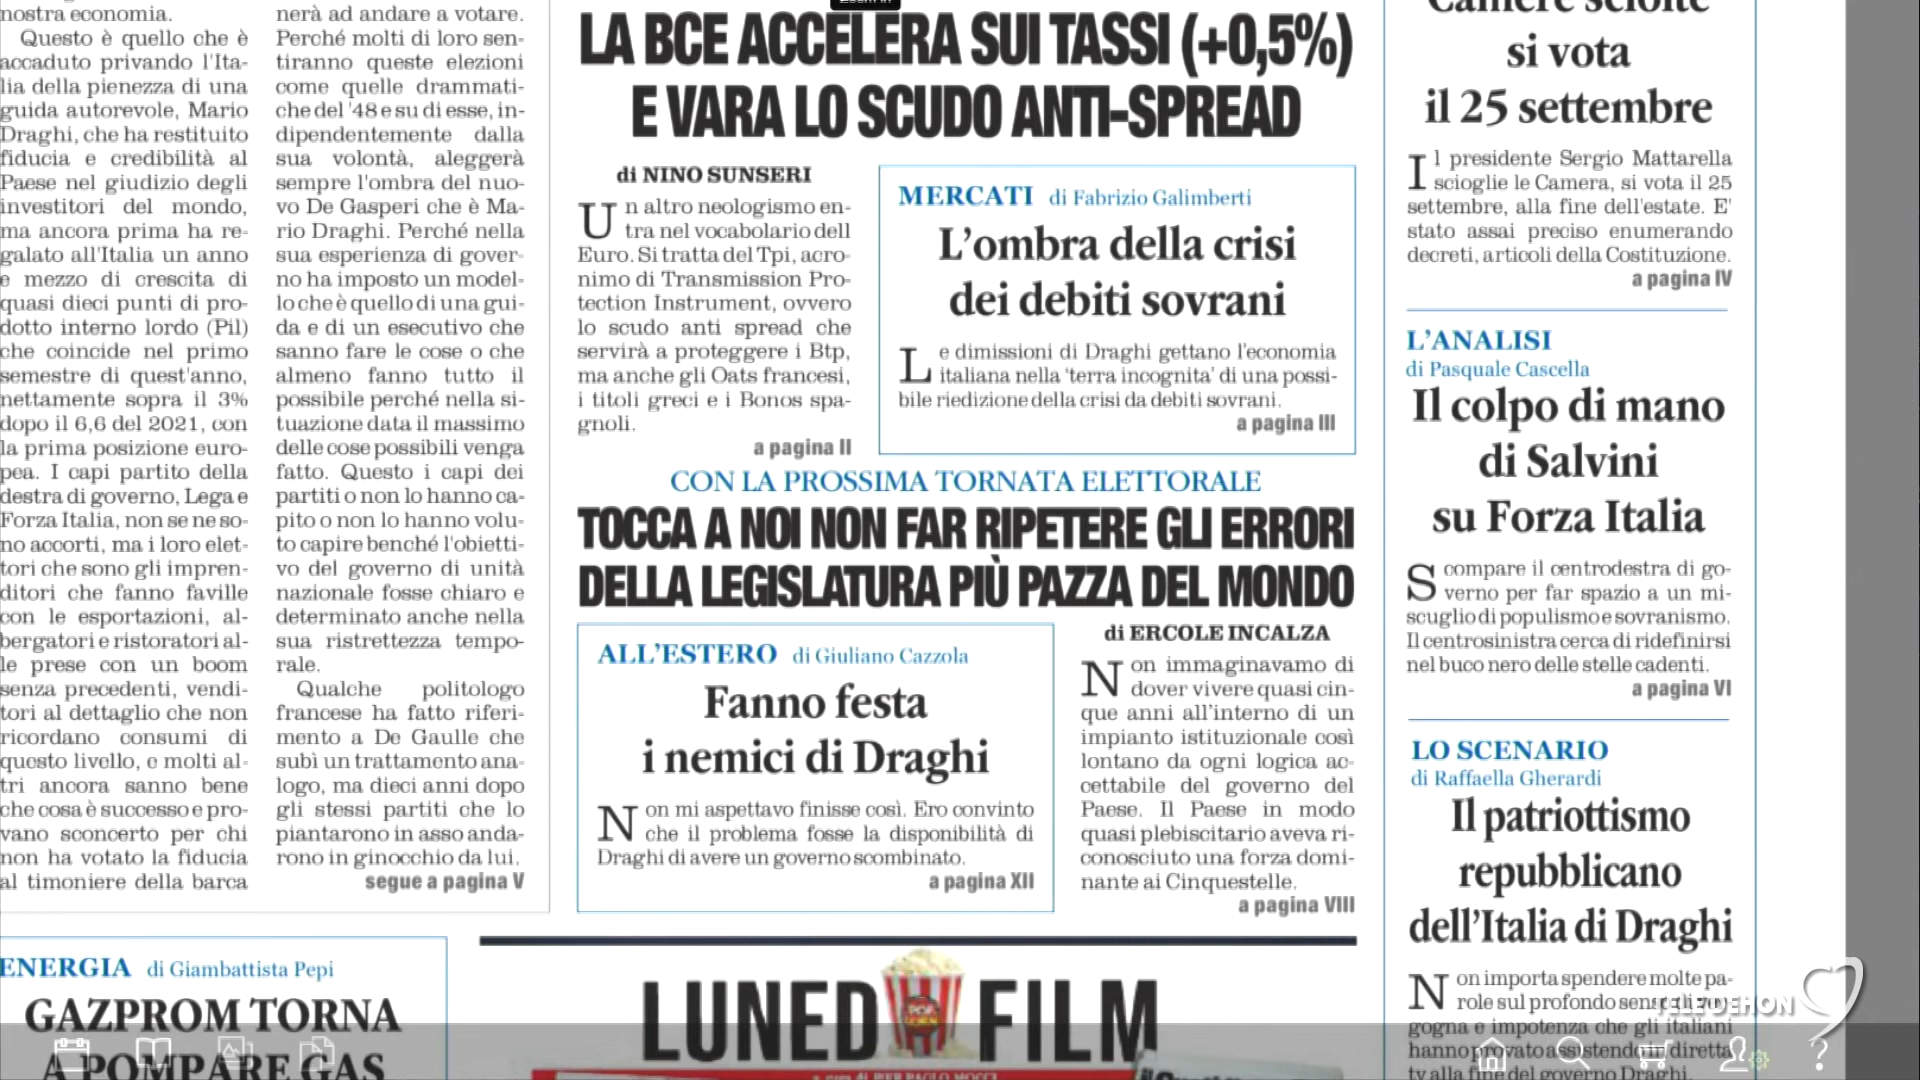 nostra economia.
Questo è quello che è
accaduto privando l'Ita-
lia della pienezza di una
guida autorevole, Mario
Draghi, che ha restituito
fiducia e credibilità al
Paese nel giudizio degli
investitori del mondo,
ma ancora prima ha re-
galato all'Italia un anno
e mezzo di crescita di
quasi dieci punti di pro-
dotto interno lordo (Pil)
che coincide nel primo
semestre di quest'anno,
nettamente sopra il 3%
dopo il 6,6 del 2021, con
la prima posizione euro-
pea. I capi partito della
destra di governo, Lega e
Forza Italia, non se ne so-
no accorti, ma i loro elet-
tori che sono gli impren-
ditori che fanno faville
con le esportazioni, al-
bergatori e ristoratori al-
le prese con un boom
senza precedenti, vendi-
tori al dettaglio che non
ricordano consumi di
questo livello, e molti al-
tri ancora sanno bene
che cosa è successo e pro-
vano sconcerto per chi
non ha votato la fiducia
al timoniere della barca
nerà ad andare a votare.
Perché molti di loro sen-
tiranno queste elezioni
come quelle drammati-
che del '48 e su di esse, in-
dipendentemente dalla
sua volontà, aleggerà
sempre l'ombra del nuo-
vo De Gasperi che è Ma-
rio Draghi. Perché nella
sua esperienza di gover-
no ha imposto un model-
lo che è quello di una gui-
da e di un esecutivo che
sanno fare le cose o che
almeno fanno tutto il
possibile perché nella si-
tuazione data il massimo
delle cose possibili venga
fatto. Questo i capi dei
partiti o non lo hanno ca-
pito o non lo hanno volu-
to capire benché l'obietti-
vo del governo di unità
nazionale fosse chiaro e
determinato anche nella
sua ristrettezza tempo-
rale.
Qualche politologo
francese ha fatto riferi-
mento a De Gaulle che
subì un trattamento ana-
logo, ma dieci anni dopo
gli stessi partiti che lo
piantarono in asso anda-
rono in ginocchio da lui.
segue a pagina V
LA BCE ACCELERA SUI TASSI (+0,5%)
E VARA LO SCUDO ANTI-SPREAD
di NINO SUNSERI
Un altro neologismo en-
tra nel vocabolario dell
Euro. Si tratta del Tpi, acro-
nimo di Transmission Pro-
tection Instrument, ovvero
lo scudo anti spread che
servirà a proteggere i Btp,
ma anche gli Oats francesi,
i titoli greci e i Bonos spa-
gnoli.
a pagina II
MERCATI di Fabrizio Galimberti
L'ombra della crisi
dei debiti sovrani
Le dimissioni di Draghi gettano l'economia
italiana nella 'terra incognita' di una possi-
bile riedizione della crisi da debiti sovrani.
a pagina III
CON LA PROSSIMA TORNATA ELETTORALE
TOCCA A NOI NON FAR RIPETERE GLI ERRORI
DELLA LEGISLATURA PIÙ PAZZA DEL MONDO
ALL'ESTERO di Giuliano Cazzola
Fanno festa
i nemici di Draghi
Non mi aspettavo finisse così. Ero convinto
che il problema fosse la disponibilità di
Draghi di avere un governo scombinato.
a pagina XII
di ERCOLE INCALZA
Non immaginavamo di
dover vivere quasi cin-
que anni all'interno di un
impianto istituzionale così
lontano da ogni logica ac-
cettabile del governo del
Paese. Il Paese in modo
quasi plebiscitario aveva ri-
conosciuto una forza domi-
nante ai Cinquestelle.
a pagina VIII
Camere sciolte
si vota
il 25 settembre
Il presidente Sergio Mattarella
scioglie le Camera, si vota il 25
settembre, alla fine dell'estate. E'
stato assai preciso enumerando
decreti, articoli della Costituzione.
a pagina IV
L'ANALISI
di Pasquale Cascella
Il colpo di mano
di Salvini
su Forza Italia
Scompare il centrodestra di go-
verno per far spazio a un mi-
scuglio di populismo e sovranismo.
Il centrosinistra cerca di ridefinirsi
nel buco nero delle stelle cadenti.
a pagina VI
LO SCENARIO
di Raffaella Gherardi
Il patriottismo
repubblicano
dell'Italia di Draghi
Non importa spendere molte pa-
role sul profondo senso di ver-
gogna e impotenza che gli italiani
hanno provato assistendo in diretta
tv alla fine del governo Draghi.
ENERGIA di Giambattista Pepi
GAZPROM TORNA
A POMPARE GAS
LUNEDÌ FILM
POP CORN
A CURA DI PIER PAOLO MOCCI
TELE DEHON